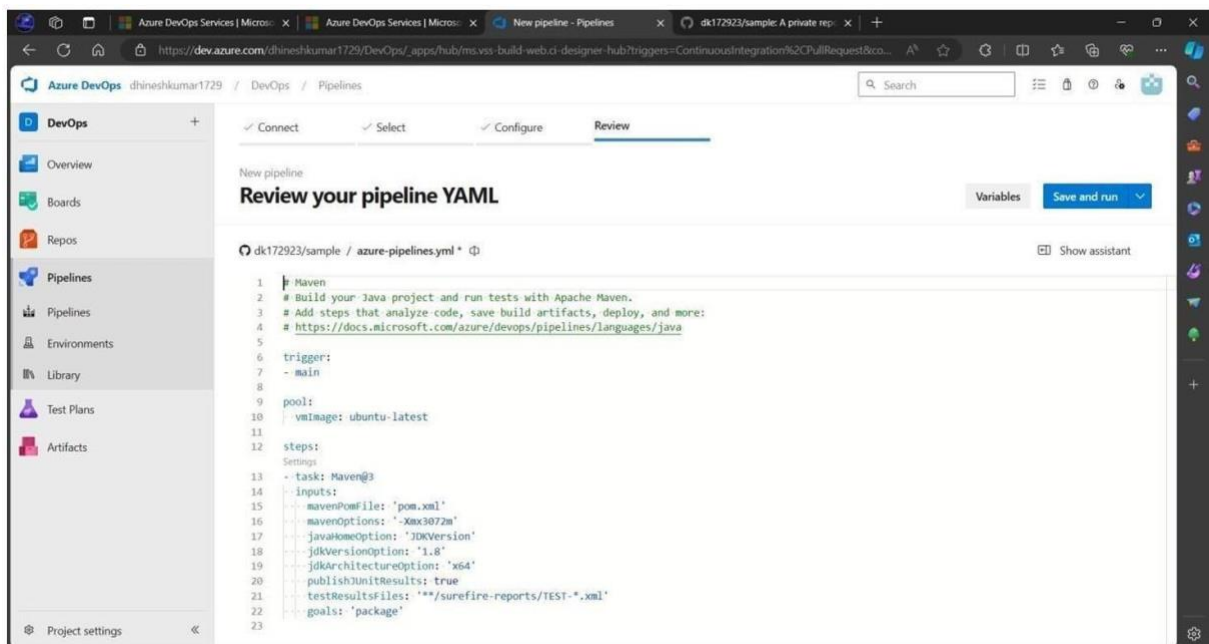 Azure DevOps Services | Micros
Azure DevOps Services | Micros
New pipeline - Pipelines
dk172923/sample: A private rep
https://dev.azure.com/dhineshkumar1729/DevOps/_apps/hub/ms.vss-build-web.ci-designer-hub?triggers=ContinuousIntegration%2CPullRequest&co...
Azure DevOps dhineshkumar1729 / DevOps / Pipelines
Search
D DevOps +
Overview
Boards
Repos
Pipelines
Pipelines
Environments
Library
Test Plans
Artifacts
Project settings
Connect Select Configure Review
New pipeline
Review your pipeline YAML
Variables Save and run
dk172923/sample / azure-pipelines.yml *
Show assistant
1 # Maven
2 # Build your Java project and run tests with Apache Maven.
3 # Add steps that analyze code, save build artifacts, deploy, and more:
4 # https://docs.microsoft.com/azure/devops/pipelines/languages/java
5
6 trigger:
7 - main
8
9 pool:
10 vmImage: ubuntu-latest
11
12 steps:
Settings
13 - task: Maven@3
14 inputs:
15 mavenPomFile: 'pom.xml'
16 mavenOptions: '-Xmx3072m'
17 javaHomeOption: 'JDKVersion'
18 jdkVersionOption: '1.8'
19 jdkArchitectureOption: 'x64'
20 publishJUnitResults: true
21 testResultsFiles: '**/surefire-reports/TEST-*.xml'
22 goals: 'package'
23